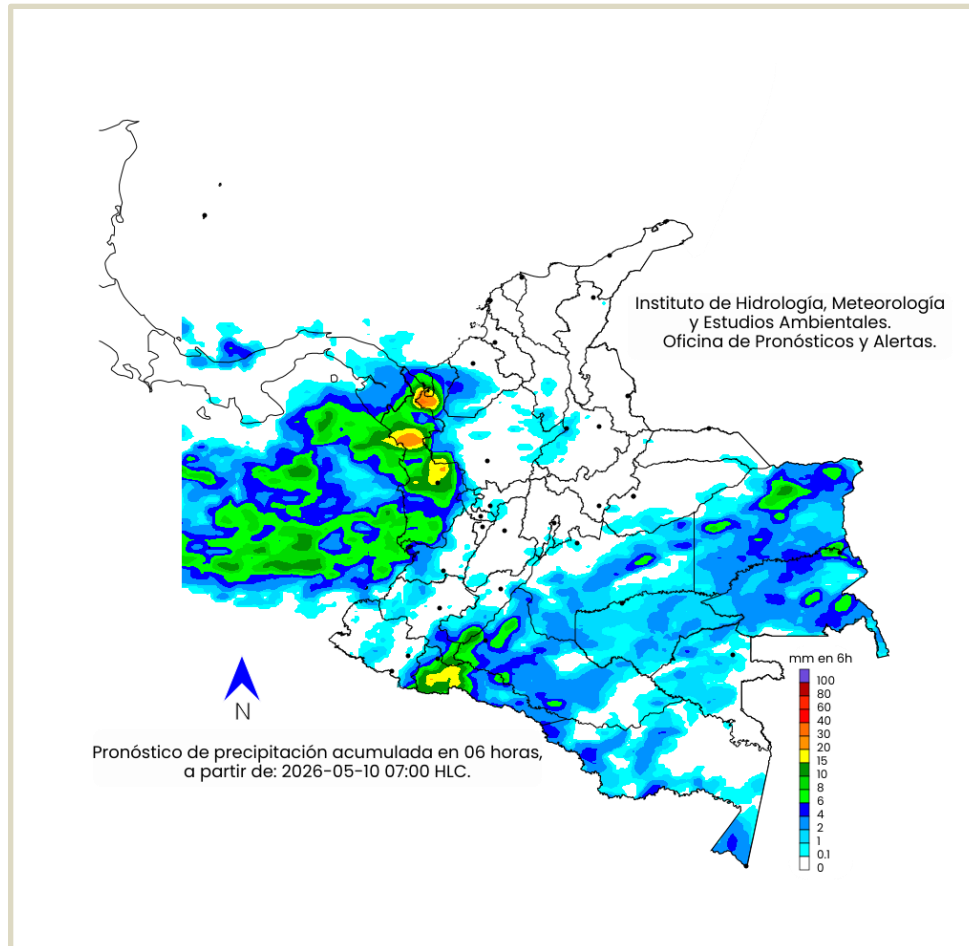 Instituto de Hidrología, Meteorología
y Estudios Ambientales.
Oficina de Pronósticos y Alertas.
N
Pronóstico de precipitación acumulada en 06 horas,
a partir de: 2026-05-10 07:00 HLC.
mm en 6h
100
80
60
40
30
20
15
10
8
6
4
2
1
0.1
0